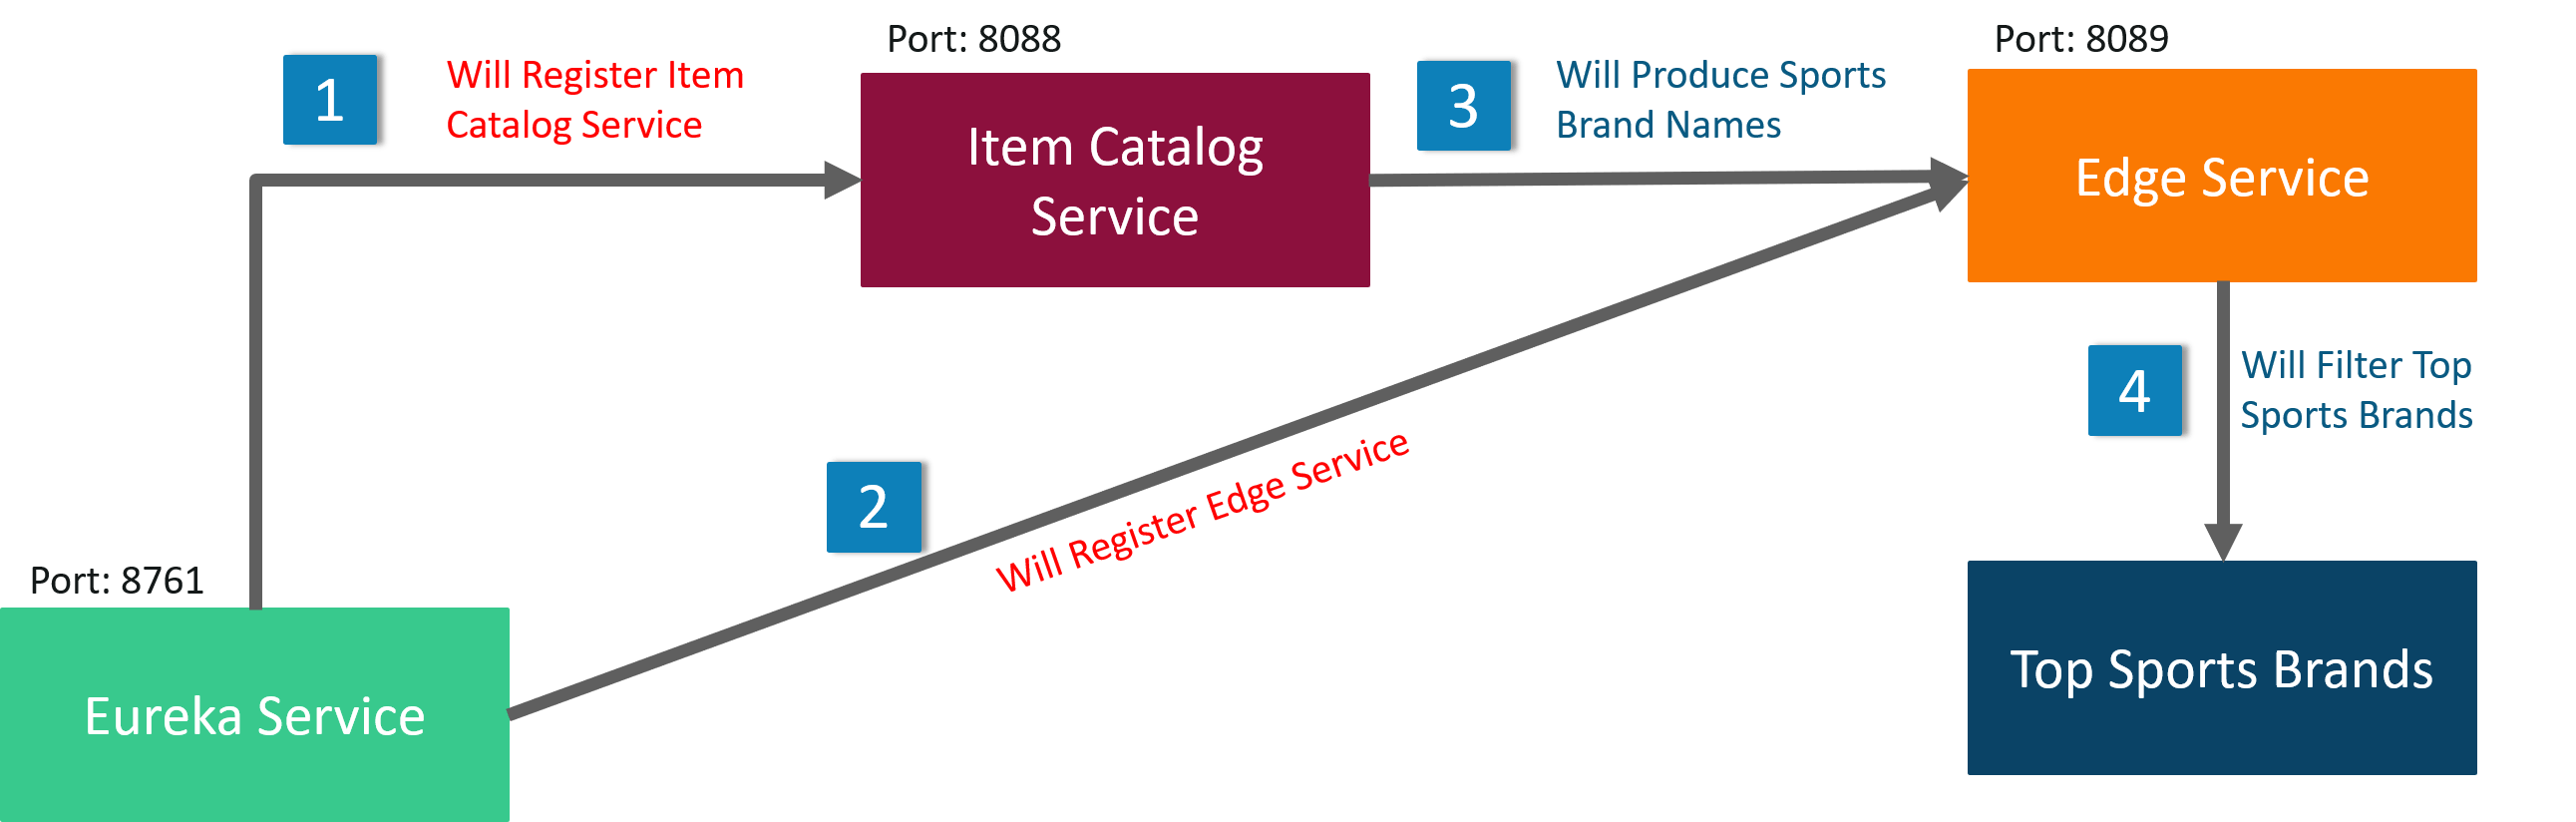 Port: 8088
Port: 8089
1
Will Register Item
Catalog Service
Item Catalog
Service
3
Will Produce Sports
Brand Names
Edge Service
2
Will Register Edge Service
4
Will Filter Top
Sports Brands
Port: 8761
Eureka Service
Top Sports Brands